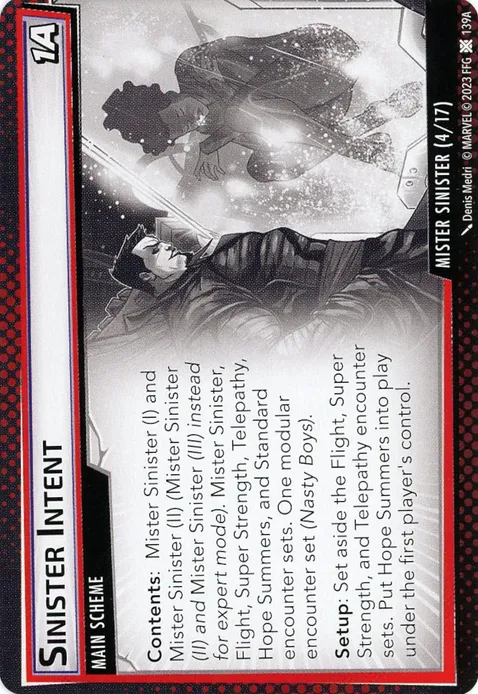 SINISTER INTENT
1A
MAIN SCHEME
Contents: Mister Sinister (I) and
Mister Sinister (II) (Mister Sinister
(II) and Mister Sinister (III) instead
for expert mode). Mister Sinister,
Flight, Super Strength, Telepathy,
Hope Summers, and Standard
encounter sets. One modular
encounter set (Nasty Boys).
Setup: Set aside the Flight, Super
Strength, and Telepathy encounter
sets. Put Hope Summers into play
under the first player's control.
MISTER SINISTER (4/17)
Denis Medri © MARVEL © 2023 FFG 139A